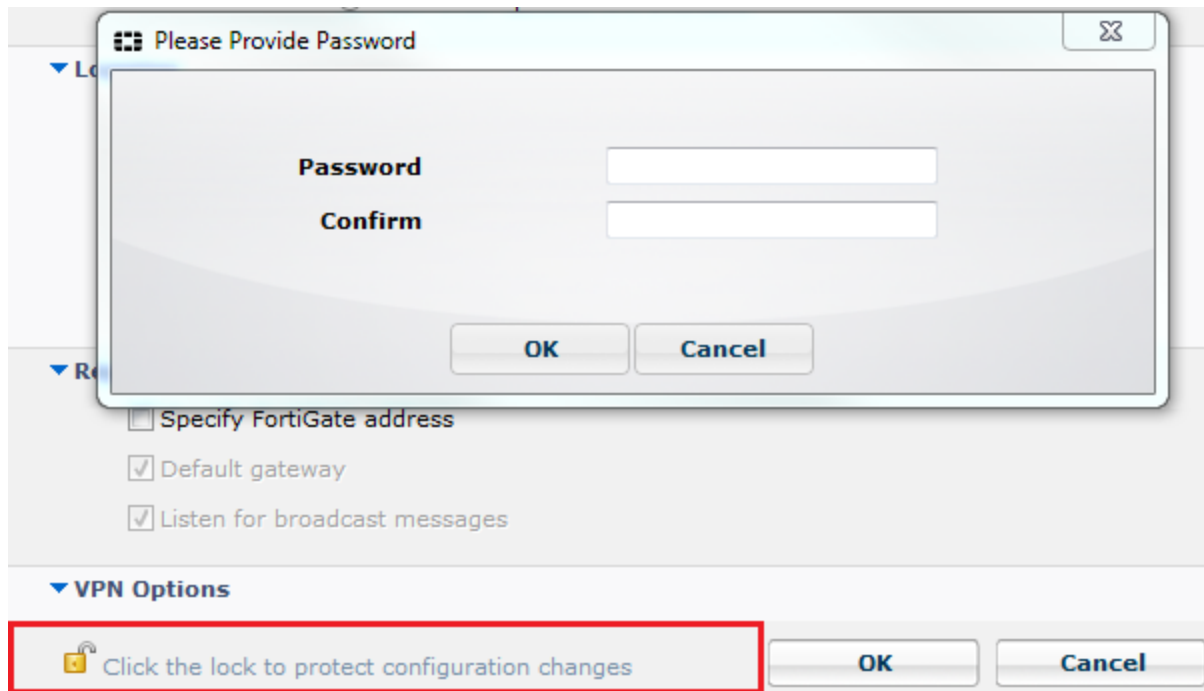 Please Provide Password
Password
Confirm
OK Cancel
Specify FortiGate address
Default gateway
Listen for broadcast messages
VPN Options
Click the lock to protect configuration changes
OK Cancel